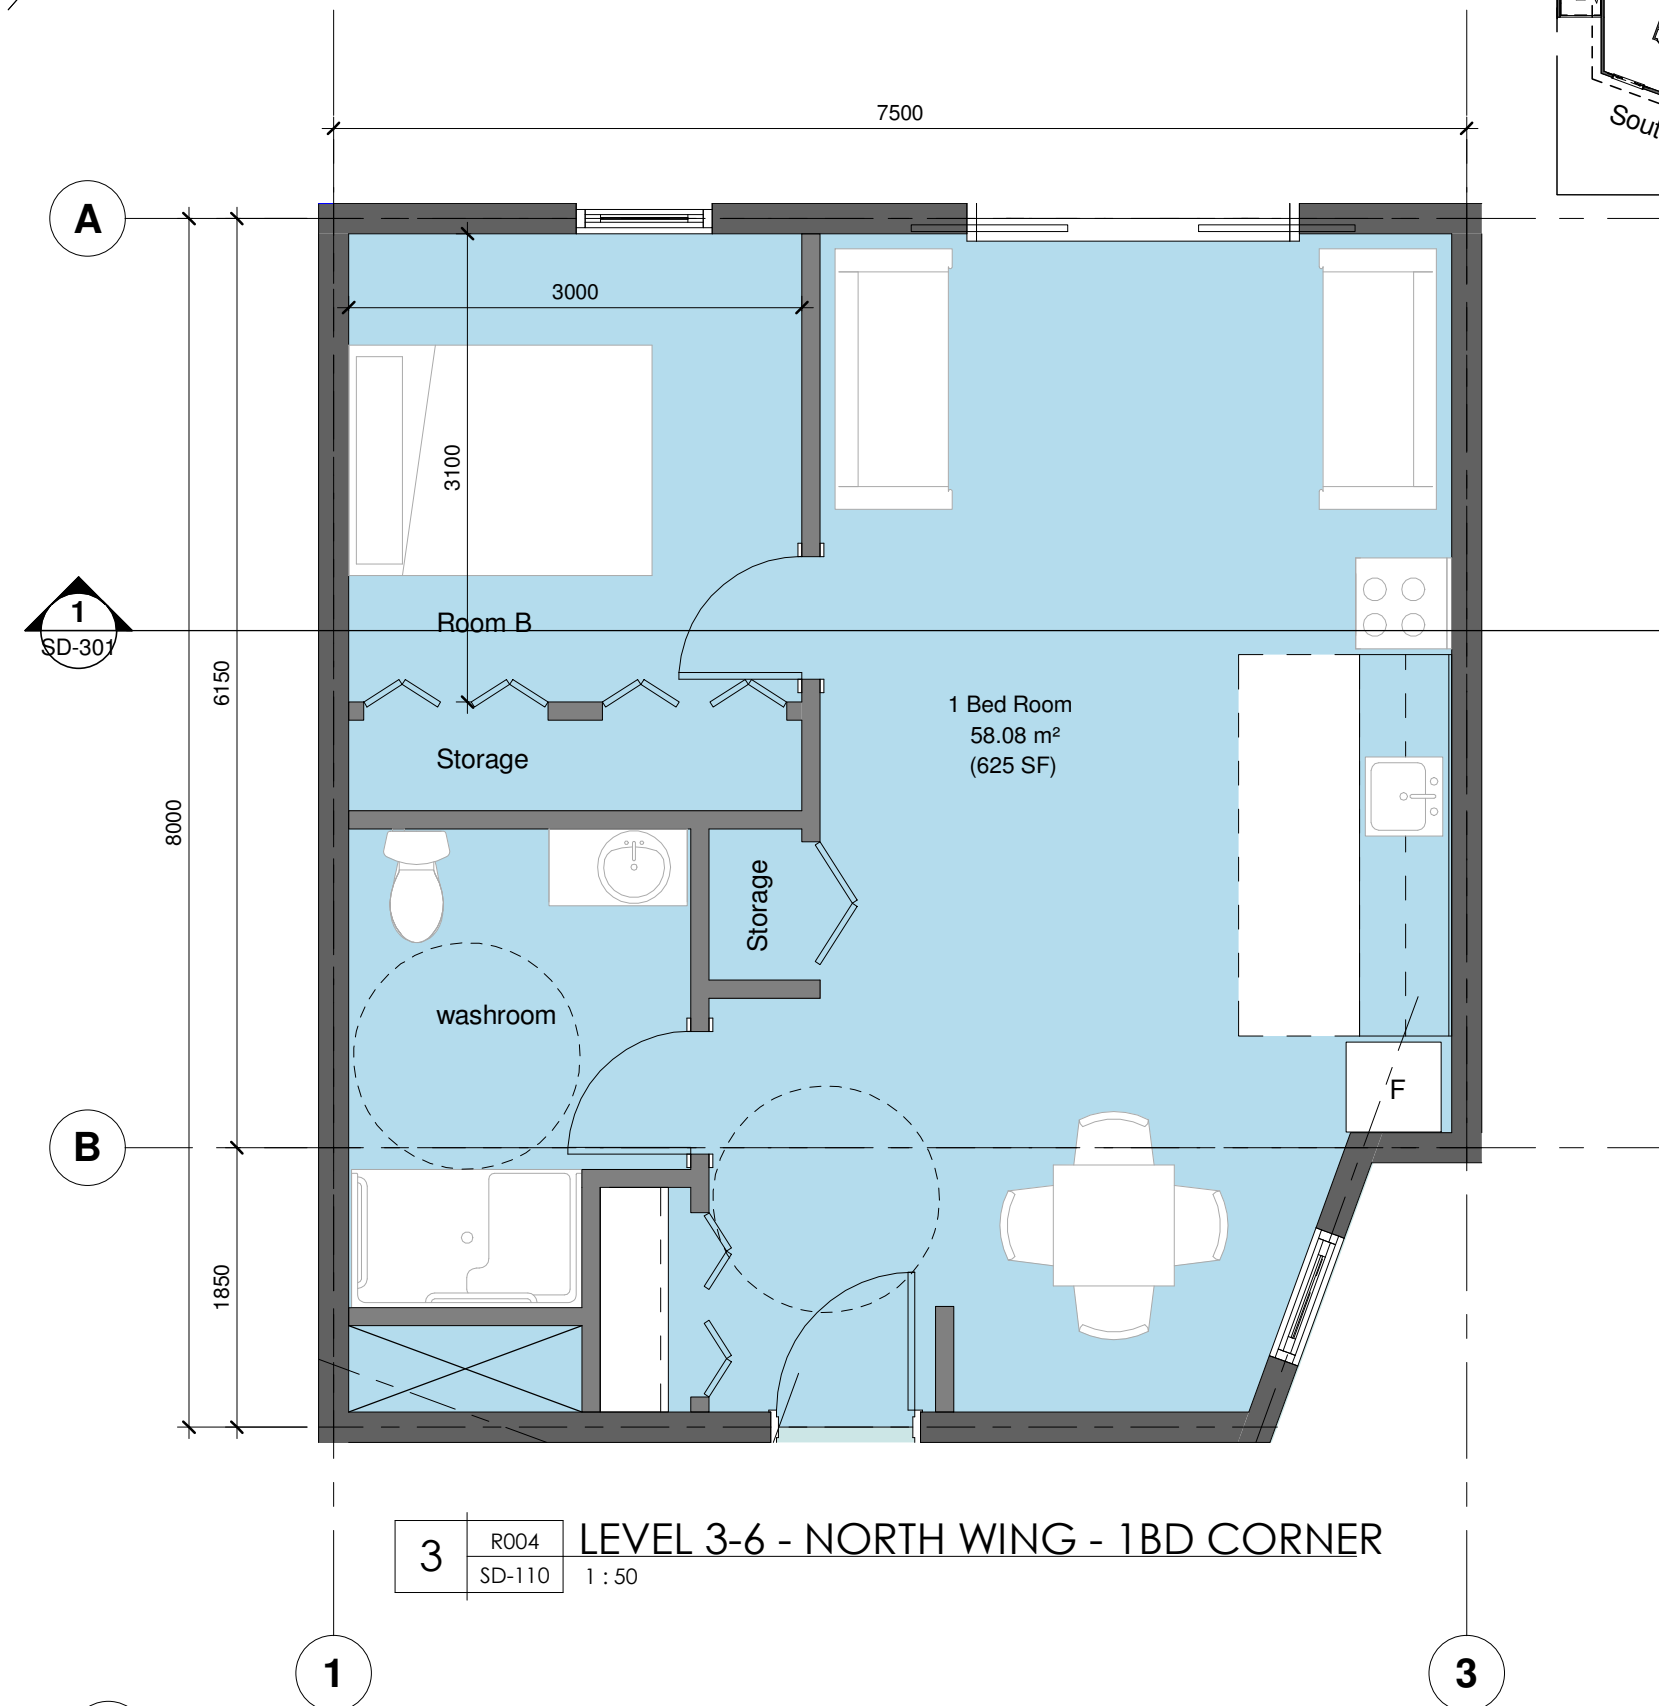 Sout
7500
A
3000
3100
1
SD-301
Room B
6150
1 Bed Room
58.08 m²
(625 SF)
Storage
8000
Storage
washroom
F
B
1850
3
R004
SD-110
LEVEL 3-6 - NORTH WING - 1BD CORNER
1 : 50
1
3